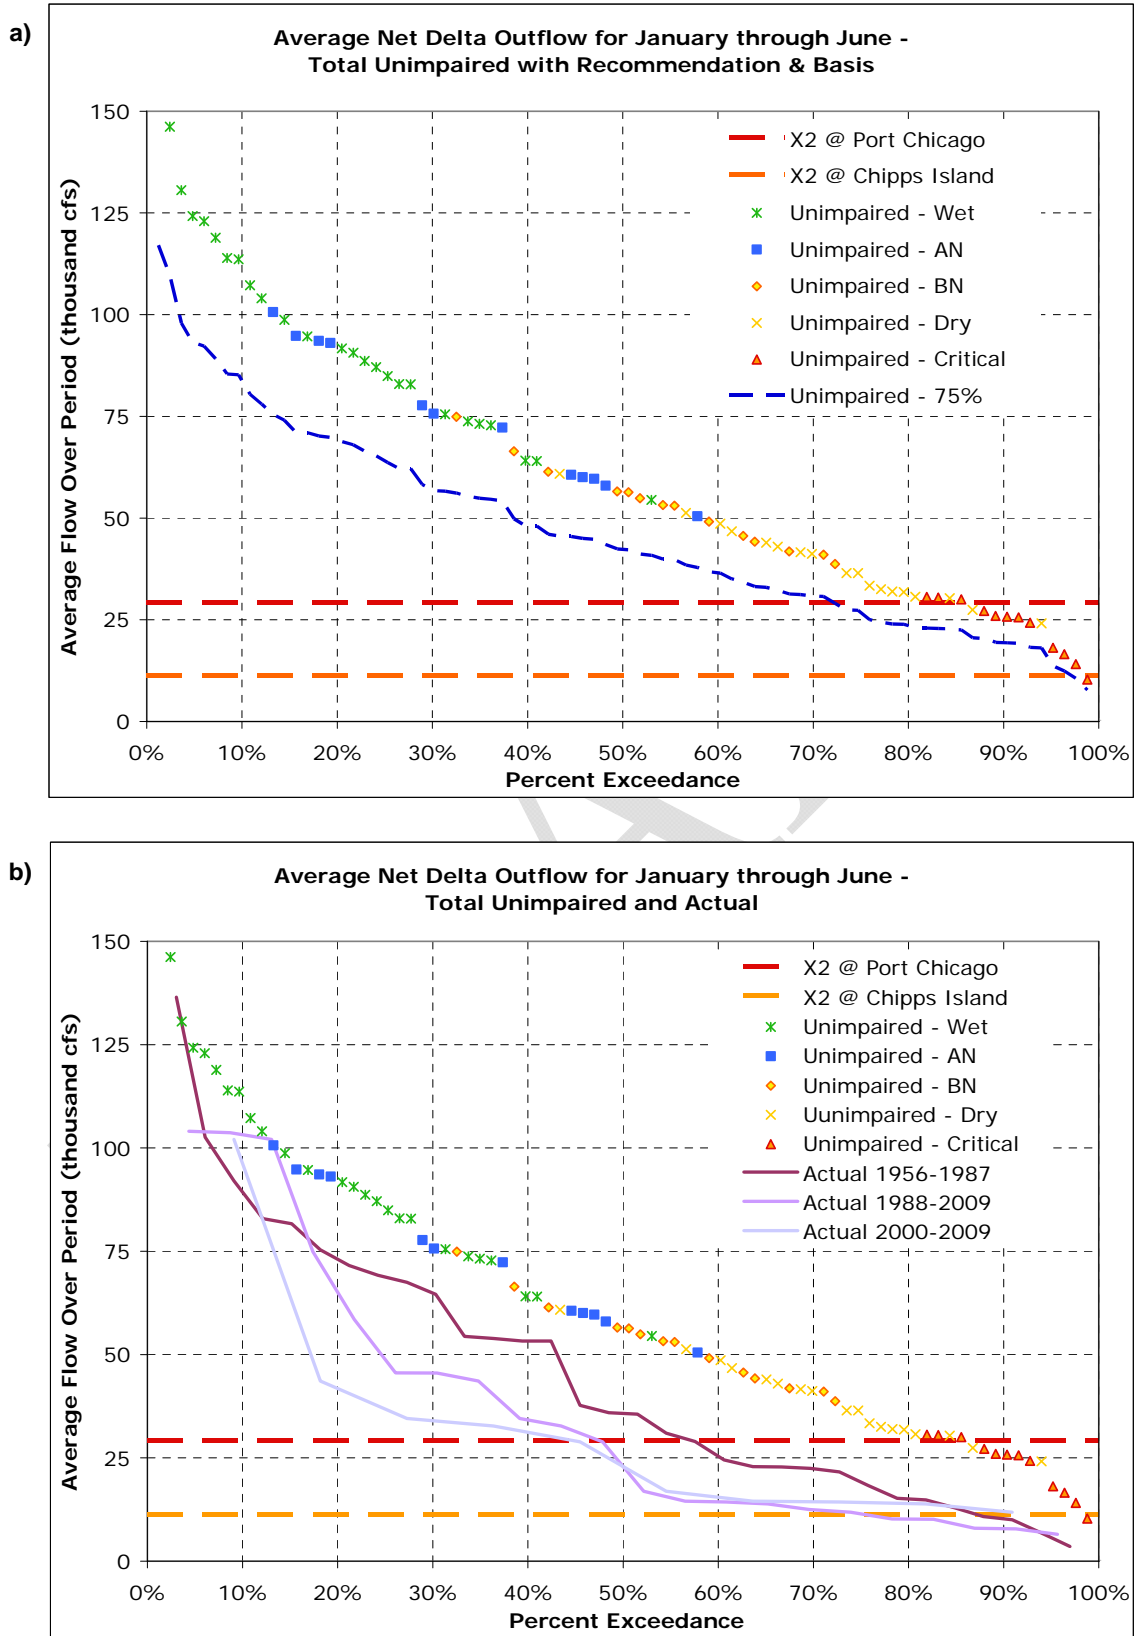 a)
Average Net Delta Outflow for January through June -
Total Unimpaired with Recommendation & Basis
Average Flow Over Period (thousand cfs)
150
125
100
75
50
25
0
X2 @ Port Chicago
X2 @ Chipps Island
Unimpaired - Wet
Unimpaired - AN
Unimpaired - BN
Unimpaired - Dry
Unimpaired - Critical
Unimpaired - 75%
0% 10% 20% 30% 40% 50% 60% 70% 80% 90% 100%
Percent Exceedance
b)
Average Net Delta Outflow for January through June -
Total Unimpaired and Actual
Average Flow Over Period (thousand cfs)
150
125
100
75
50
25
0
X2 @ Port Chicago
X2 @ Chipps Island
Unimpaired - Wet
Unimpaired - AN
Unimpaired - BN
Uunimpaired - Dry
Unimpaired - Critical
Actual 1956-1987
Actual 1988-2009
Actual 2000-2009
0% 10% 20% 30% 40% 50% 60% 70% 80% 90% 100%
Percent Exceedance